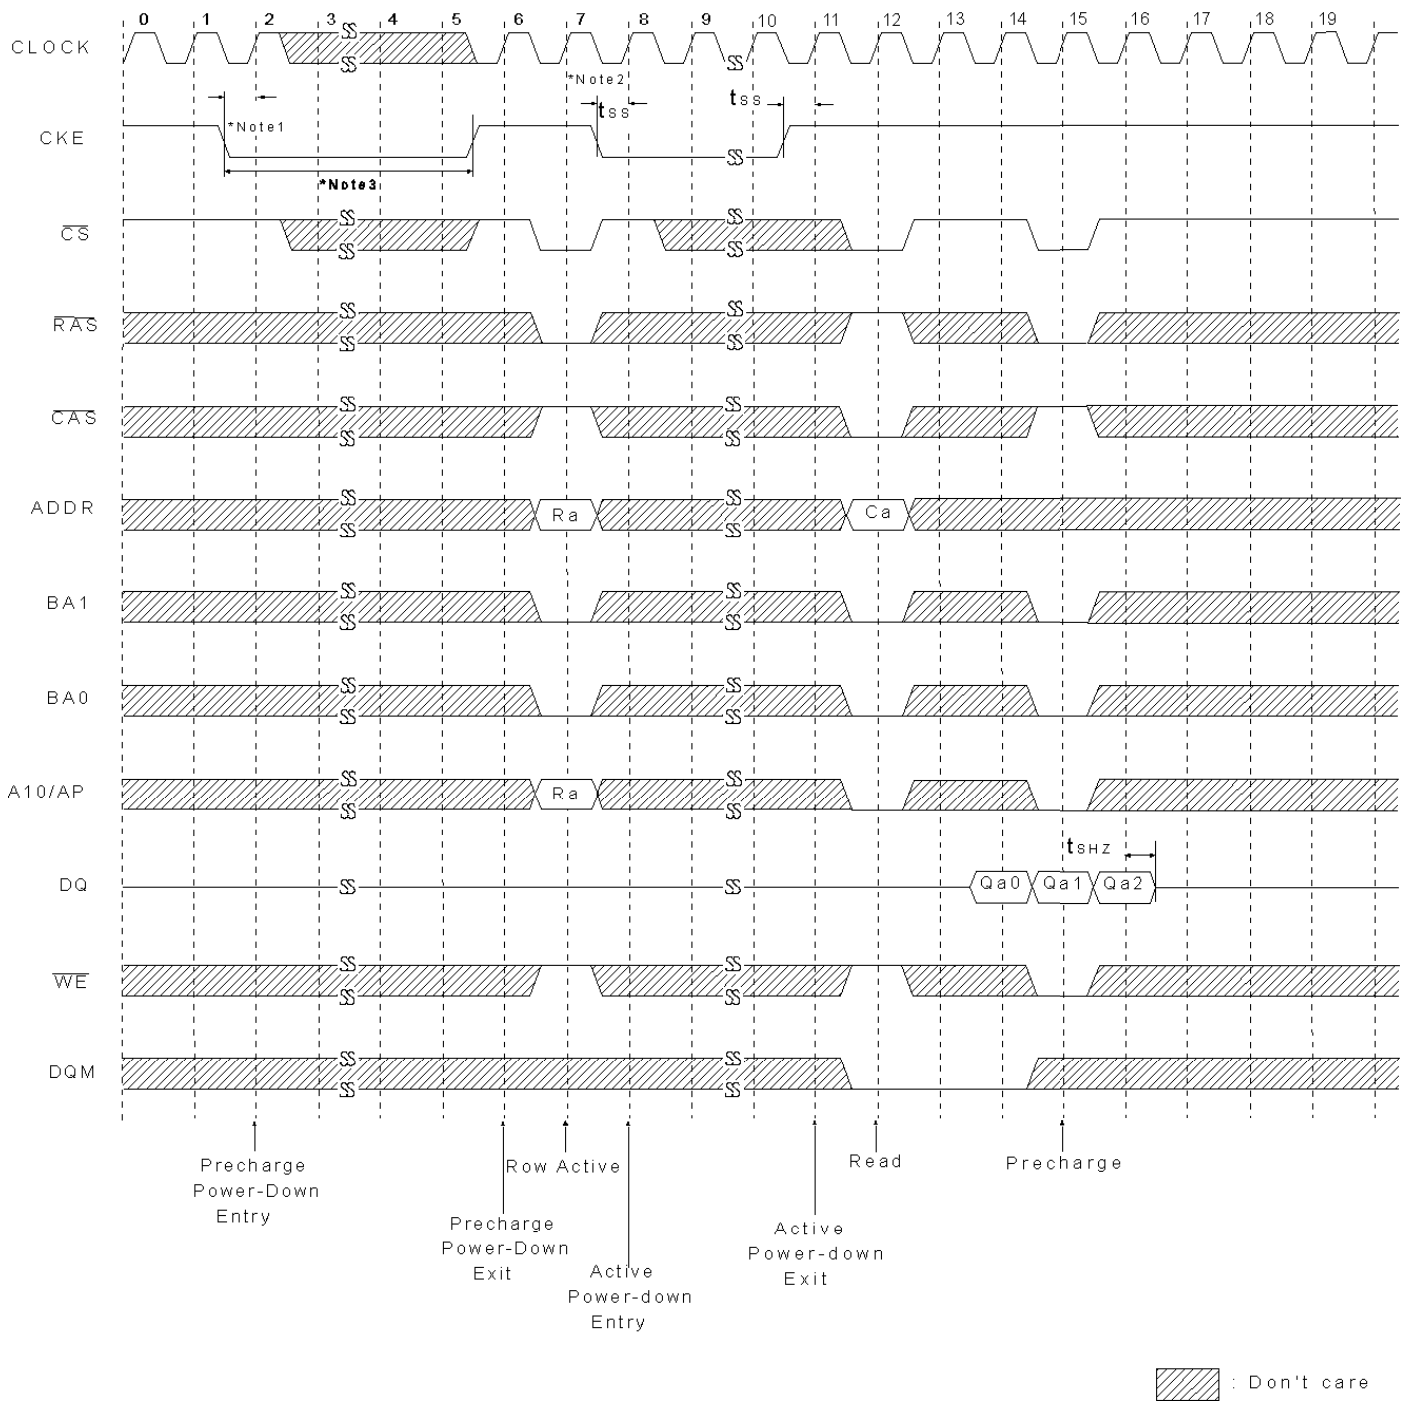 0 1 2 3 4 5 6 7 8 9 10 11 12 13 14 15 16 17 18 19
CLOCK
*Note2
tSS
tSS
*Note1
CKE
*Note3
CS
RAS
CAS
ADDR Ra Ca
BA1
BA0
A10/AP Ra
tSHZ
DQ Qa0 Qa1 Qa2
WE
DQM
Precharge
Power-Down
Entry
Row Active
Precharge
Power-Down
Exit
Active
Power-down
Entry
Active
Power-down
Exit
Read
Precharge
: Don't care